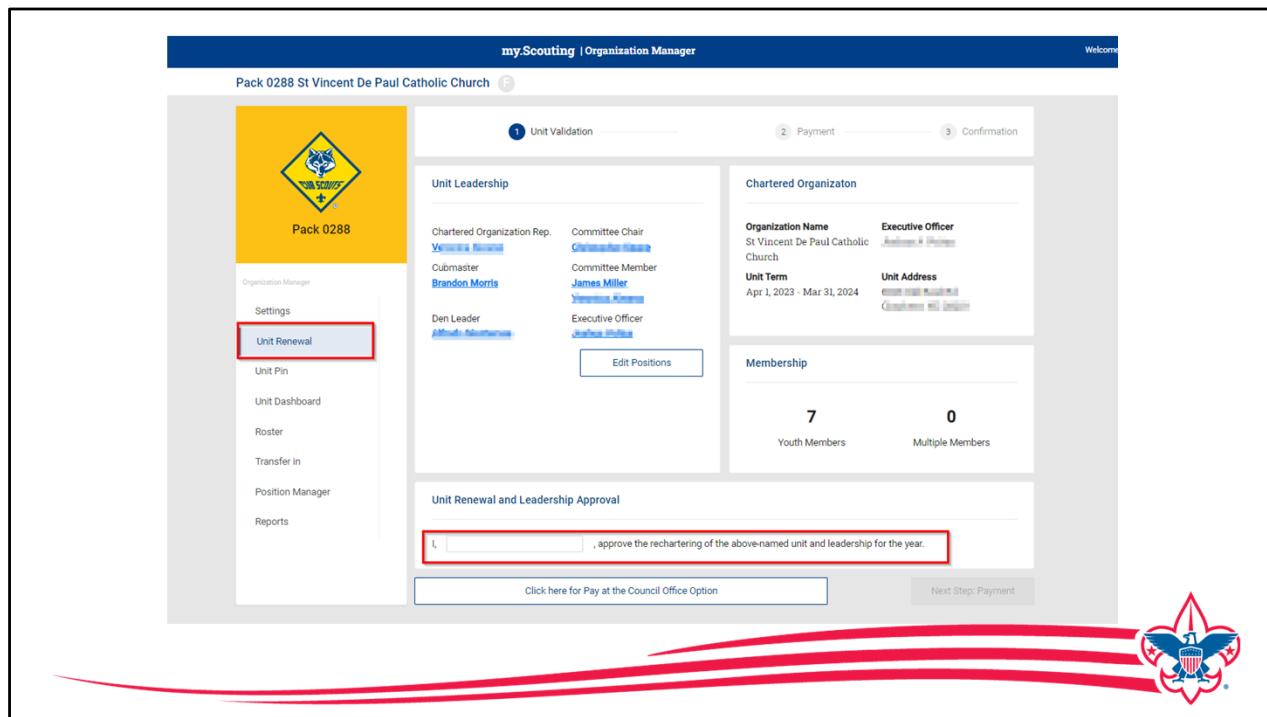 my.Scouting | Organization Manager
Welcome
Pack 0288 St Vincent De Paul Catholic Church F
CUB SCOUTS
Pack 0288
Organization Manager
Settings
Unit Renewal
Unit Pin
Unit Dashboard
Roster
Transfer in
Position Manager
Reports
1 Unit Validation
2 Payment
3 Confirmation
Unit Leadership
Chartered Organization Rep.
Committee Chair
Cubmaster
Brandon Morris
Committee Member
James Miller
Den Leader
Executive Officer
Edit Positions
Chartered Organizaton
Organization Name
St Vincent De Paul Catholic
Church
Executive Officer
Unit Term
Apr 1, 2023 - Mar 31, 2024
Unit Address
Membership
7
Youth Members
0
Multiple Members
Unit Renewal and Leadership Approval
I, , approve the rechartering of the above-named unit and leadership for the year.
Click here for Pay at the Council Office Option
Next Step: Payment